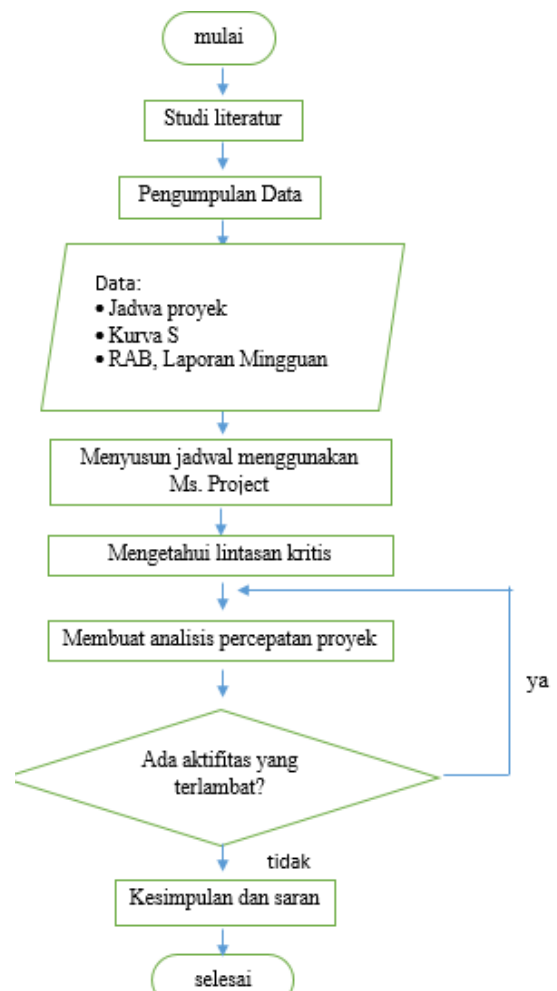 mulai
Studi literatur
Pengumpulan Data
Data:
• Jadwa proyek
• Kurva S
• RAB, Laporan Mingguan
Menyusun jadwal menggunakan
Ms. Project
Mengetahui lintasan kritis
Membuat analisis percepatan proyek
ya
Ada aktifitas yang
terlambat?
tidak
Kesimpulan dan saran
selesai